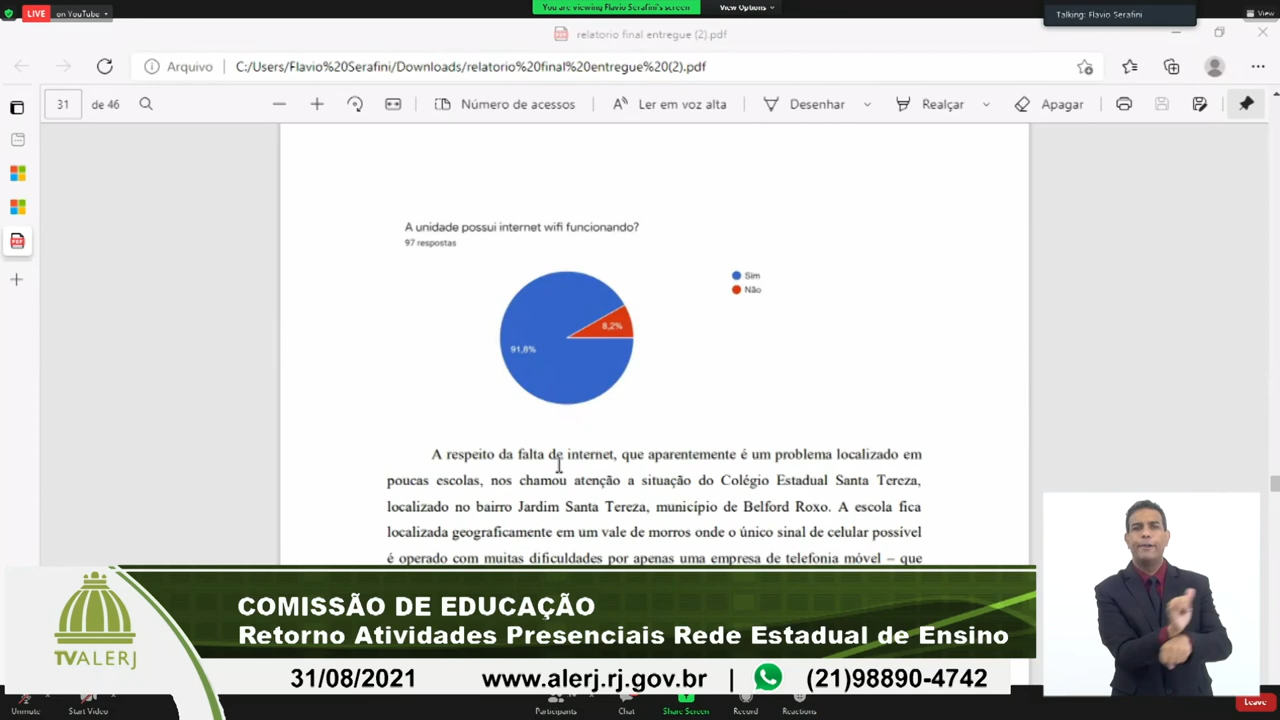 LIVE on YouTube
You are viewing Flavio Serafini's screen
View Options
Talking: Flavio Serafini
View
relatorio final entregue (2).pdf
Arquivo C:/Users/Flavio%20Serafini/Downloads/relatorio%20final%20entregue%20(2).pdf
31 de 46
Número de acessos
Ler em voz alta
Desenhar
Realçar
Apagar
A unidade possui internet wifi funcionando?
97 respostas
Sim
Não
8,2%
91,8%
A respeito da falta de internet, que aparentemente é um problema localizado em
poucas escolas, nos chamou atenção a situação do Colégio Estadual Santa Tereza,
localizado no bairro Jardim Santa Tereza, município de Belford Roxo. A escola fica
localizada geograficamente em um vale de morros onde o único sinal de celular possível
é operado com muitas dificuldades por apenas uma empresa de telefonia móvel – que
TVALERJ
COMISSÃO DE EDUCAÇÃO
Retorno Atividades Presenciais Rede Estadual de Ensino
31/08/2021 www.alerj.rj.gov.br | (21)98890-4742
Unmute
Start Video
Participants
Chat
Share Screen
Record
Reactions
Leave